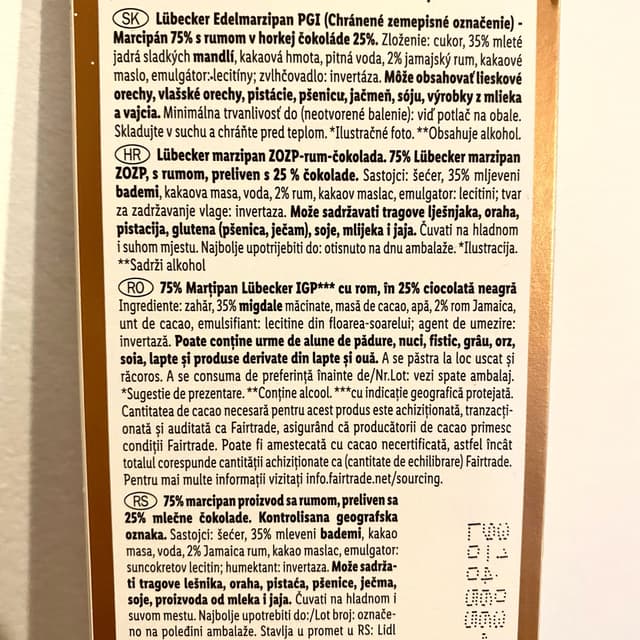 SK Lübecker Edelmarzipan PGI (Chránené zemepisné označenie) -
Marcipán 75% s rumom v horkej čokoláde 25%. Zloženie: cukor, 35% mleté
jadrá sladkých mandlí, kakaová hmota, pitná voda, 2% jamajský rum, kakaové
maslo, emulgátor:lecitíny; zvlhčovadlo: invertáza. Môže obsahovať lieskové
orechy, vlašské orechy, pistácie, pšenicu, jačmeň, sóju, výrobky z mlieka
a vajcia. Minimálna trvanlivosť do (neotvorené balenie): viď potlač na obale.
Skladujte v suchu a chráňte pred teplom. *Ilustračné foto. **Obsahuje alkohol.
HR Lübecker marzipan ZOZP-rum-čokolada. 75% Lübecker marzipan
ZOZP, s rumom, preliven s 25 % čokolade. Sastojci: šećer, 35% mljeveni
bademi, kakaova masa, voda, 2% rum, kakaov maslac, emulgator: lecitini; tvar
za zadržavanje vlage: invertaza. Može sadržavati tragove lješnjaka, oraha,
pistacija, glutena (pšenica, ječam), soje, mlijeka i jaja. Čuvati na hladnom
i suhom mjestu. Najbolje upotrijebiti do: otisnuto na dnu ambalaže. *Ilustracija.
**Sadrži alkohol
RO 75% Marțipan Lübecker IGP*** cu rom, în 25% ciocolată neagră
Ingrediente: zahăr, 35% migdale măcinate, masă de cacao, apă, 2% rom Jamaica,
unt de cacao, emulsifiant: lecitine din floarea-soarelui; agent de umezire:
invertază. Poate conține urme de alune de pădure, nuci, fistic, grâu, orz,
soia, lapte și produse derivate din lapte și ouă. A se păstra la loc uscat și
răcoros. A se consuma de preferință înainte de/Nr.Lot: vezi spate ambalaj.
*Sugestie de prezentare. **Conține alcool. ***cu indicație geografică protejată.
Cantitatea de cacao necesară pentru acest produs este achiziționată, tranzacți-
onată și auditată ca Fairtrade, asigurând că producătorii de cacao primesc
condiții Fairtrade. Poate fi amestecată cu cacao necertificată, astfel încât
totalul corespunde cantității achiziționate ca (cantitate de echilibrare) Fairtrade.
Pentru mai multe informații vizitați info.fairtrade.net/sourcing.
RS 75% marcipan proizvod sa rumom, preliven sa
25% mlečne čokolade. Kontrolisana geografska
oznaka. Sastojci: šećer, 35% mleveni bademi, kakao
masa, voda, 2% Jamaica rum, kakao maslac, emulgator:
suncokretov lecitin; humektant: invertaza. Može sadrža-
ti tragove lešnika, oraha, pistaća, pšenice, ječma,
soje, proizvoda od mleka i jaja. Čuvati na hladnom i
suvom mestu. Najbolje upotrebiti do:/Lot broj: označe-
no na poleđini ambalaže. Stavlja u promet u RS: Lidl